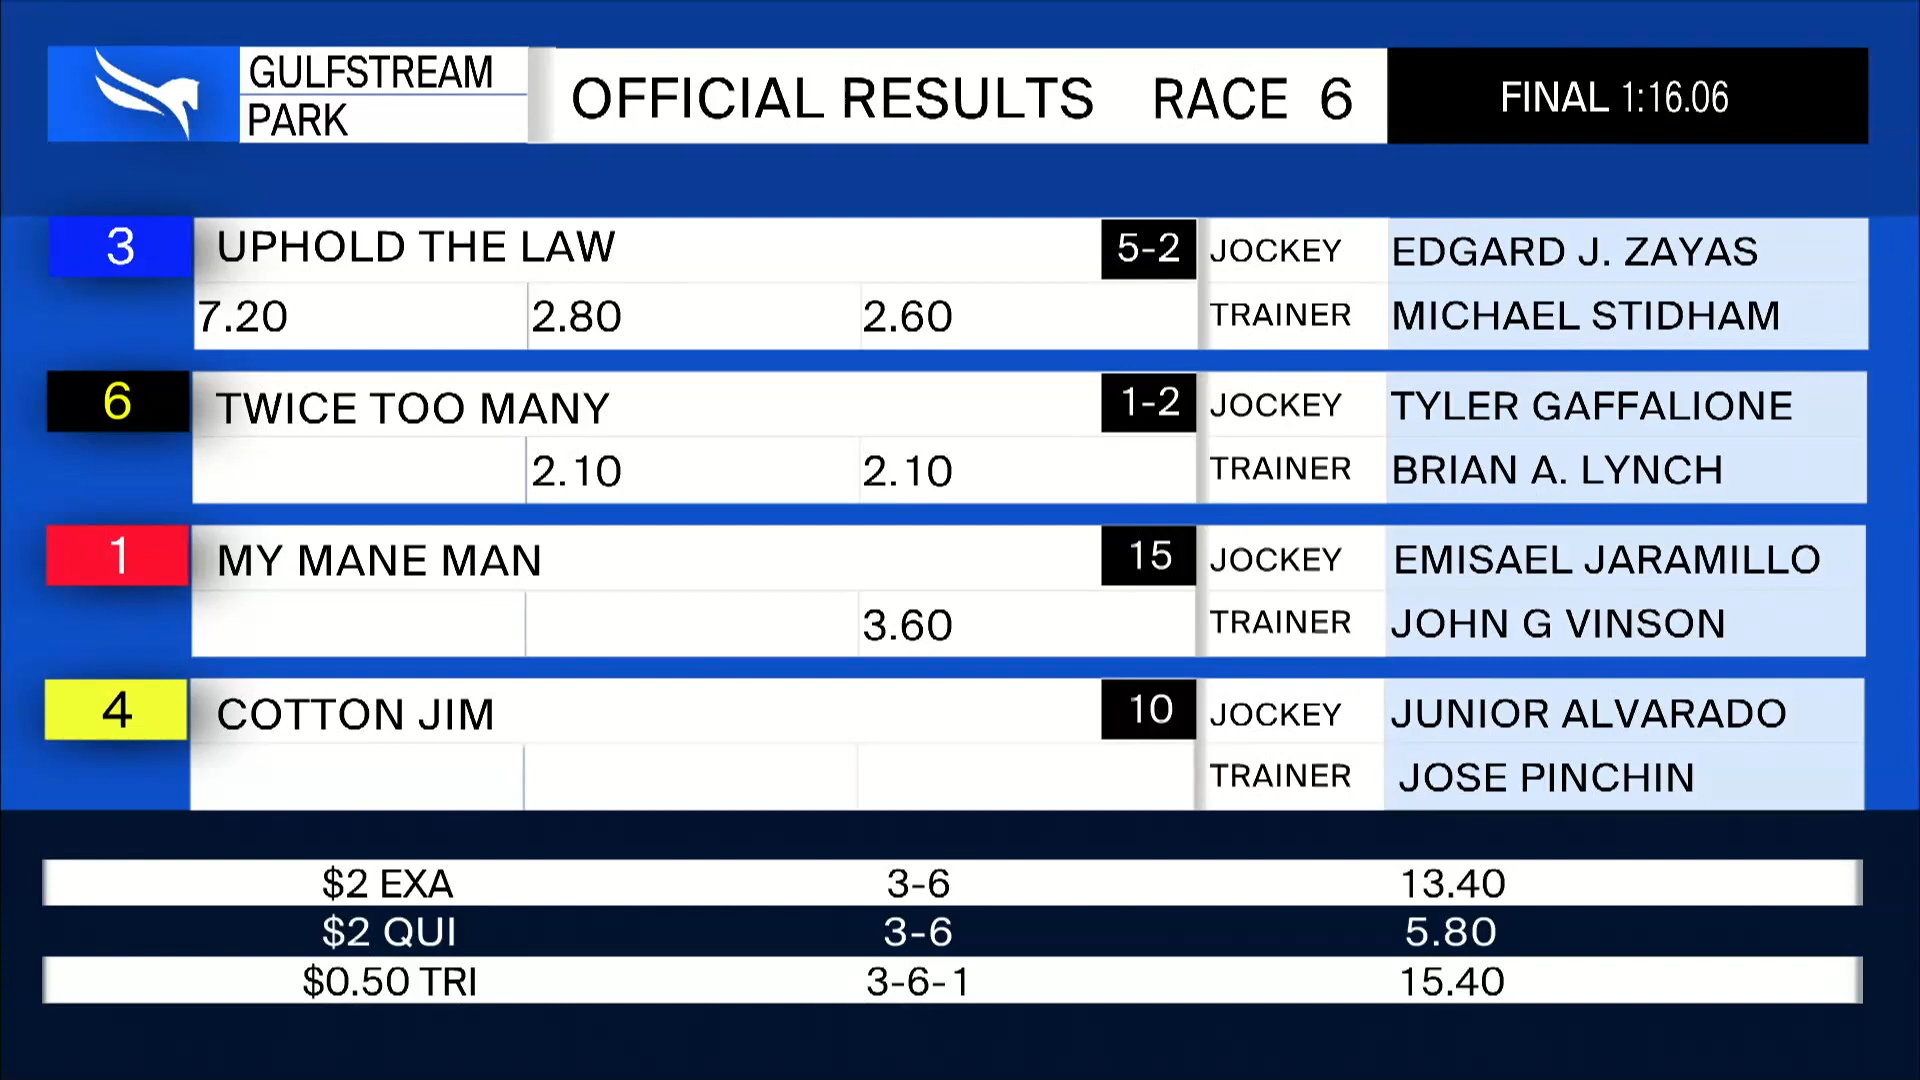 GULFSTREAM
PARK
OFFICIAL RESULTS RACE 6
FINAL 1:16.06
3 UPHOLD THE LAW 5-2 JOCKEY EDGARD J. ZAYAS
7.20 2.80 2.60 TRAINER MICHAEL STIDHAM
6 TWICE TOO MANY 1-2 JOCKEY TYLER GAFFALIONE
2.10 2.10 TRAINER BRIAN A. LYNCH
1 MY MANE MAN 15 JOCKEY EMISAEL JARAMILLO
3.60 TRAINER JOHN G VINSON
4 COTTON JIM 10 JOCKEY JUNIOR ALVARADO
TRAINER JOSE PINCHIN
$2 EXA 3-6 13.40
$2 QUI 3-6 5.80
$0.50 TRI 3-6-1 15.40